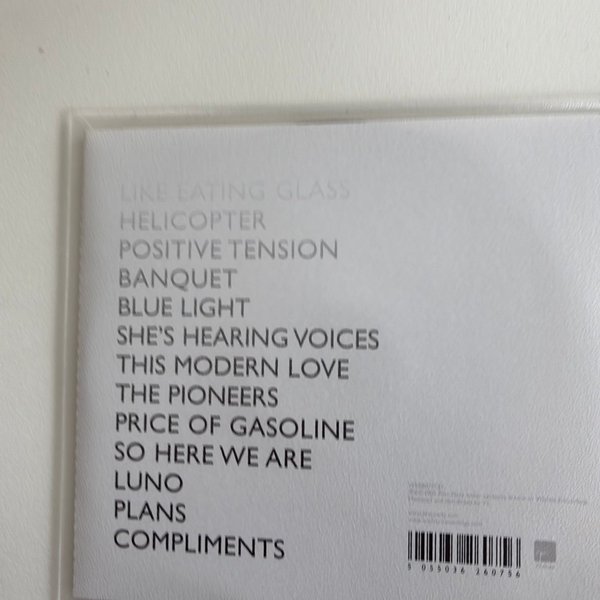 LIKE EATING GLASS
HELICOPTER
POSITIVE TENSION
BANQUET
BLUE LIGHT
SHE'S HEARING VOICES
THIS MODERN LOVE
THE PIONEERS
PRICE OF GASOLINE
SO HERE WE ARE
LUNO
PLANS
COMPLIMENTS
5 055036 260756